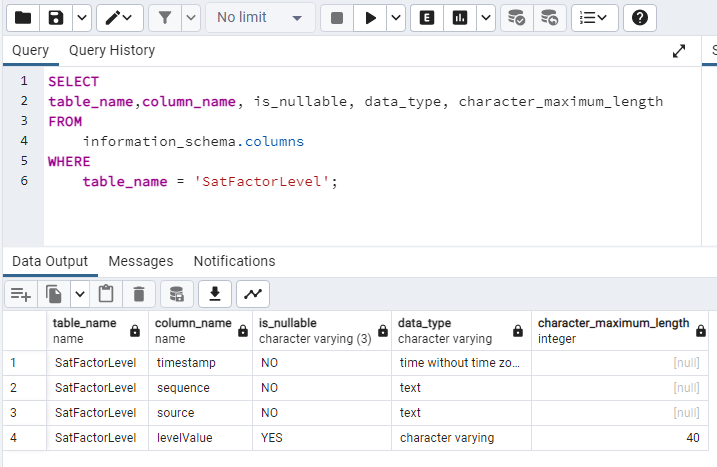 No limit
E
Query Query History
S
1 SELECT
2 table_name,column_name, is_nullable, data_type, character_maximum_length
3 FROM
4 information_schema.columns
5 WHERE
6 table_name = 'SatFactorLevel';
Data Output Messages Notifications
table_name column_name is_nullable data_type character_maximum_length
name name character varying (3) character varying integer
1 SatFactorLevel timestamp NO time without time zo... [null]
2 SatFactorLevel sequence NO text [null]
3 SatFactorLevel source NO text [null]
4 SatFactorLevel levelValue YES character varying 40